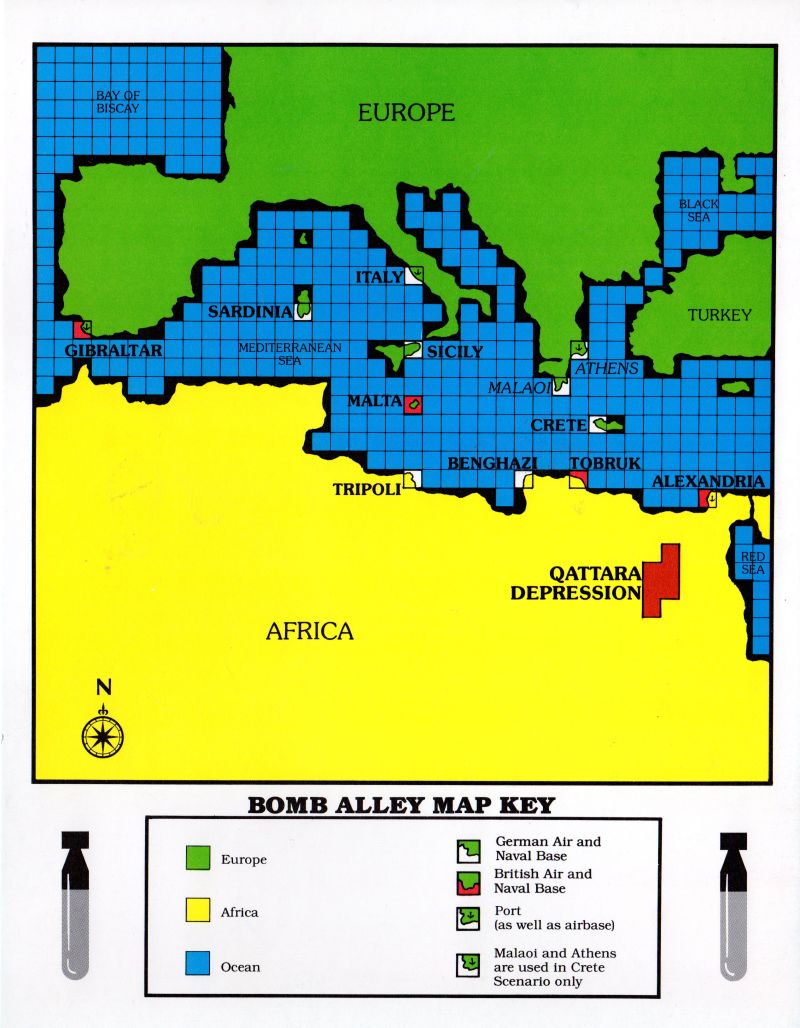 BAY OF
BISCAY
EUROPE
BLACK
SEA
ITALY
SARDINIA
TURKEY
GIBRALTAR
MEDITERRANEAN
SEA
SICILY
ATHENS
MALAOI
MALTA
CRETE
BENGHAZI
TOBRUK
TRIPOLI
ALEXANDRIA
RED
SEA
QATTARA
DEPRESSION
AFRICA
N
BOMB ALLEY MAP KEY
Europe
Africa
Ocean
German Air and
Naval Base
British Air and
Naval Base
Port
(as well as airbase)
Malaoi and Athens
are used in Crete
Scenario only